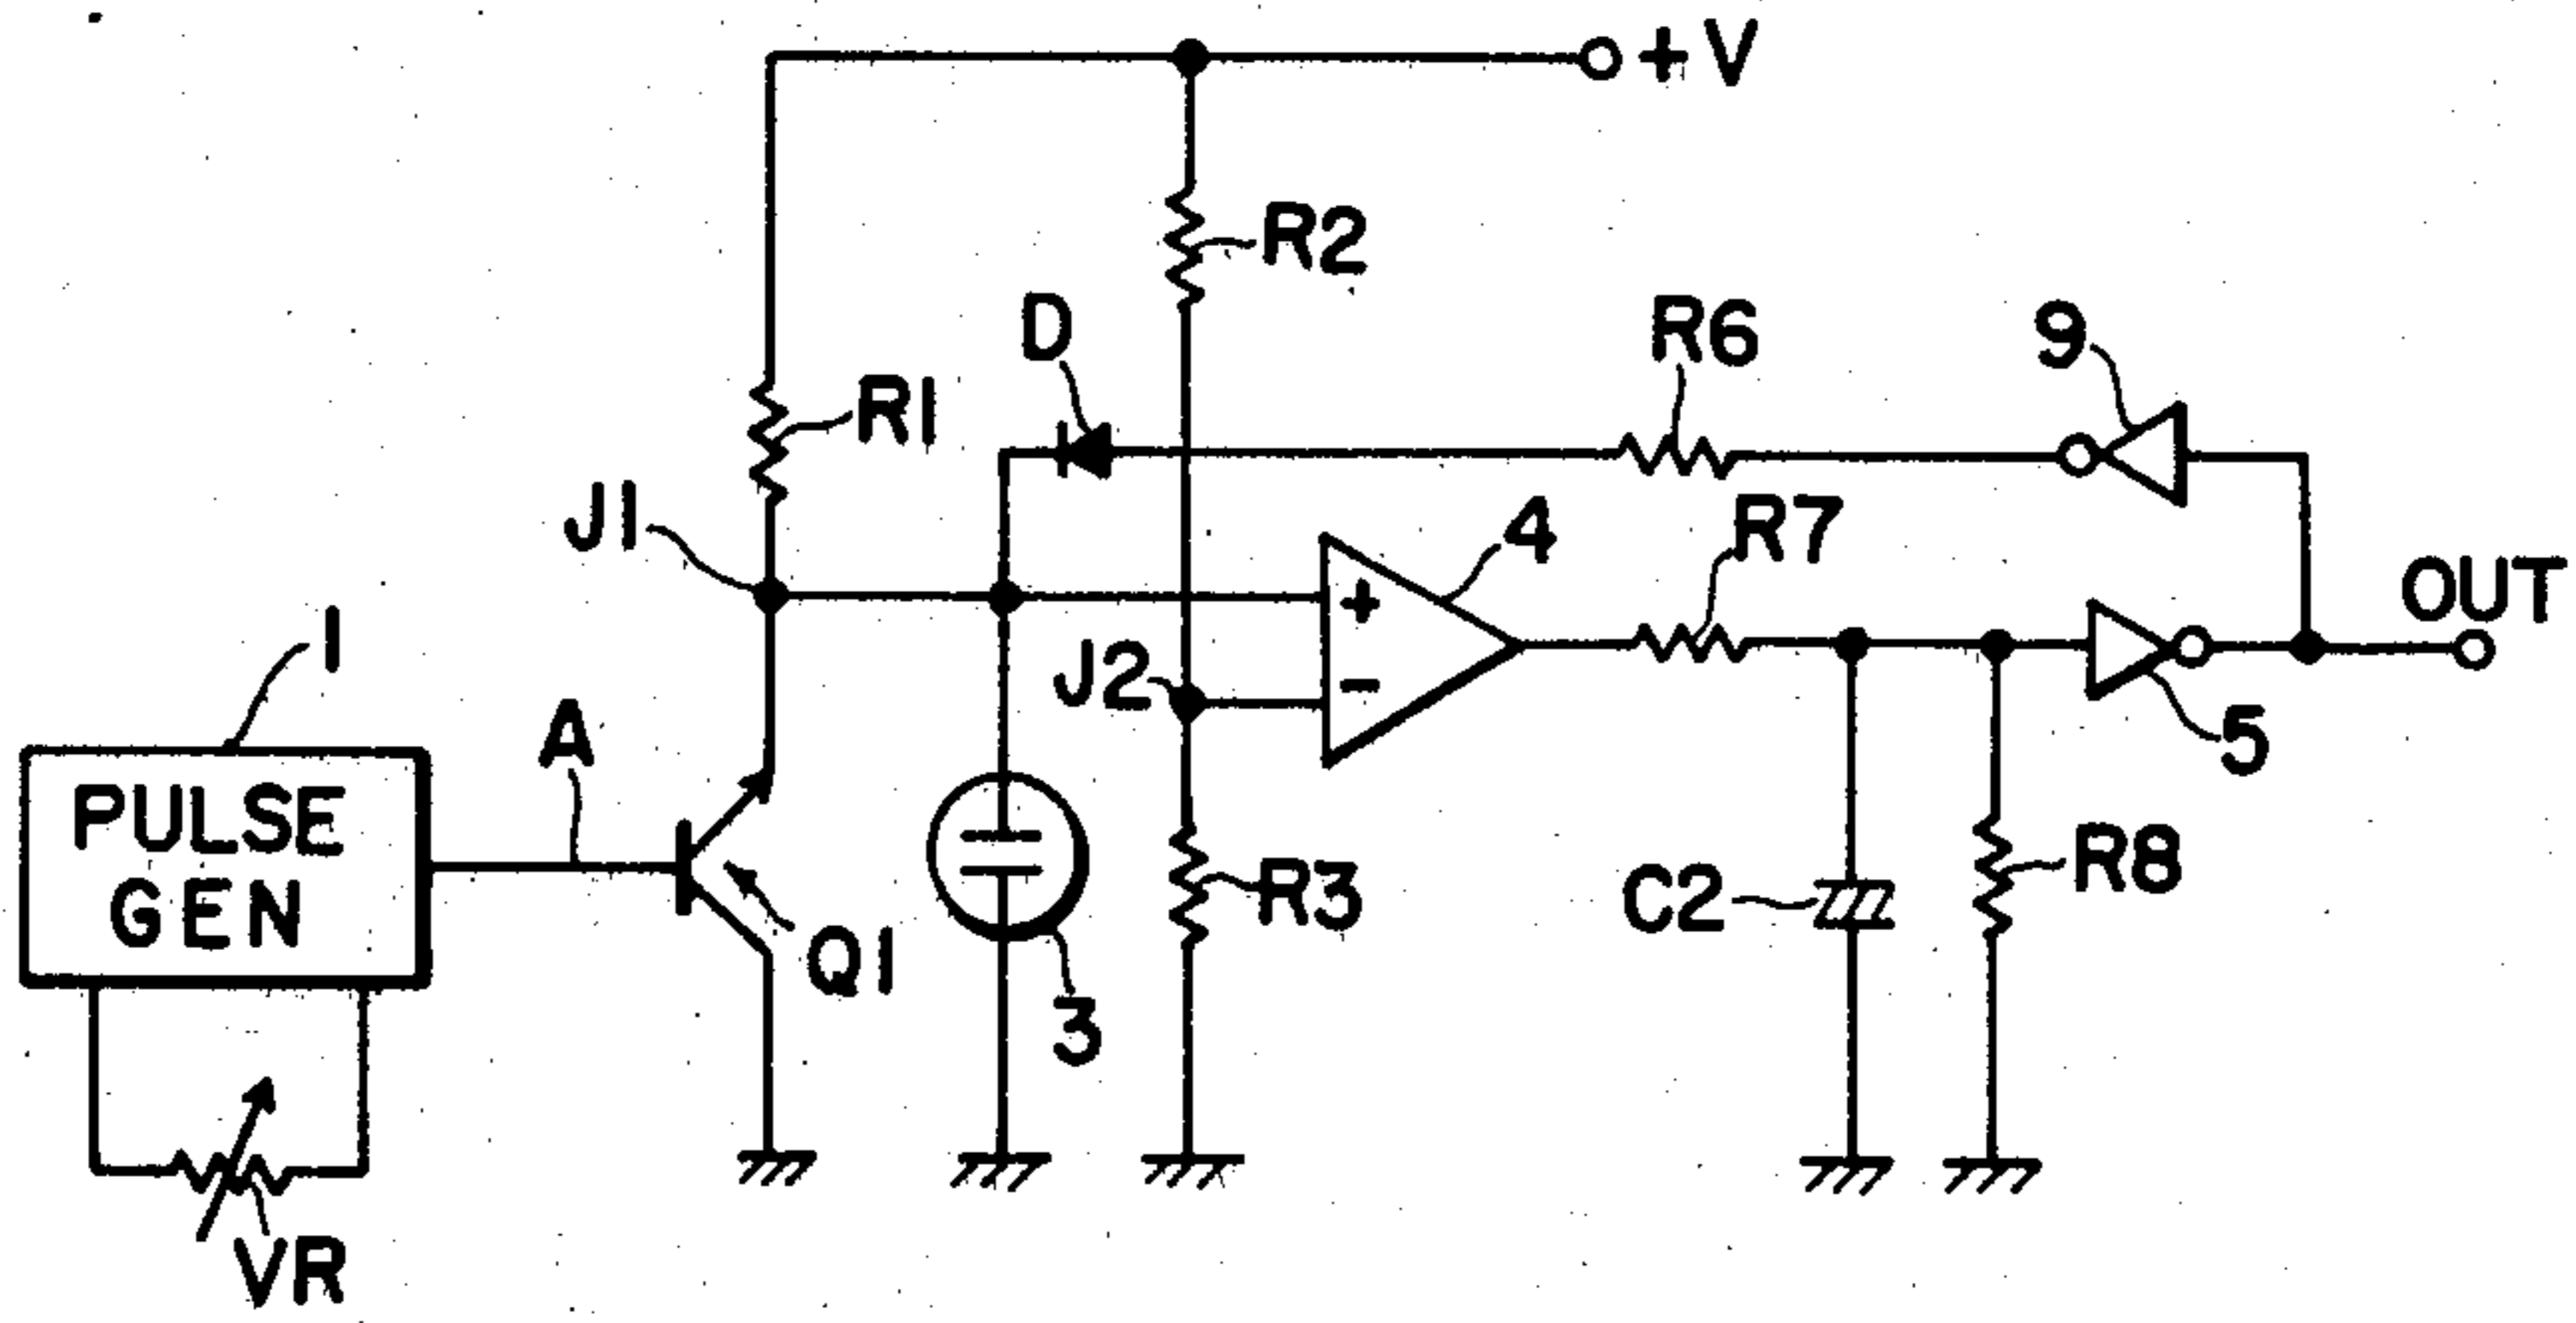 +V
R2
D
R6
9
R1
J1
4
R7
OUT
1
J2
A
5
PULSE
GEN
R3
R8
C2
Q1
3
VR
+
-